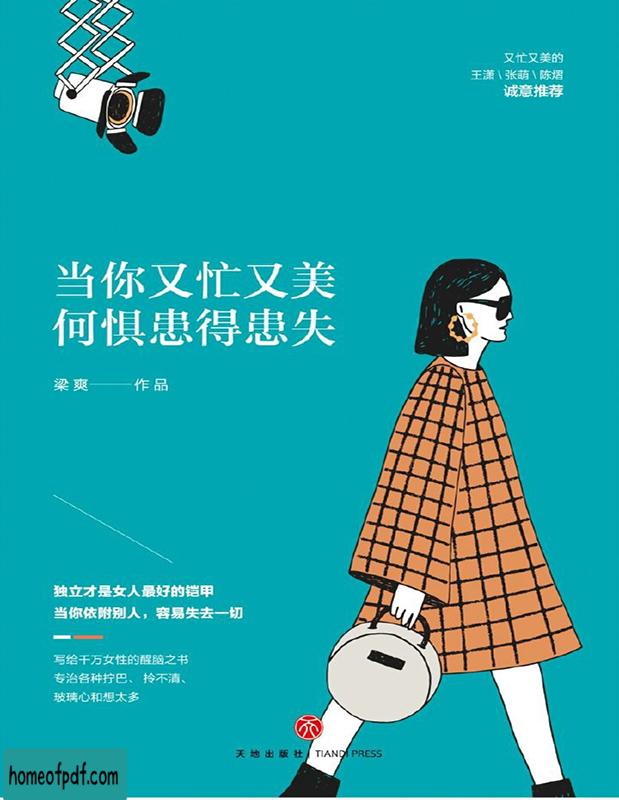 又忙又美的
王潇\张萌\陈熠
诚意推荐
当你又忙又美
何惧患得患失
梁爽——作品
独立才是女人最好的铠甲
当你依附别人，容易失去一切
写给千万女性的醒脑之书
专治各种拧巴、拎不清、
玻璃心和想太多
天地出版社 | TIANDI PRESS
homeofpdf.com